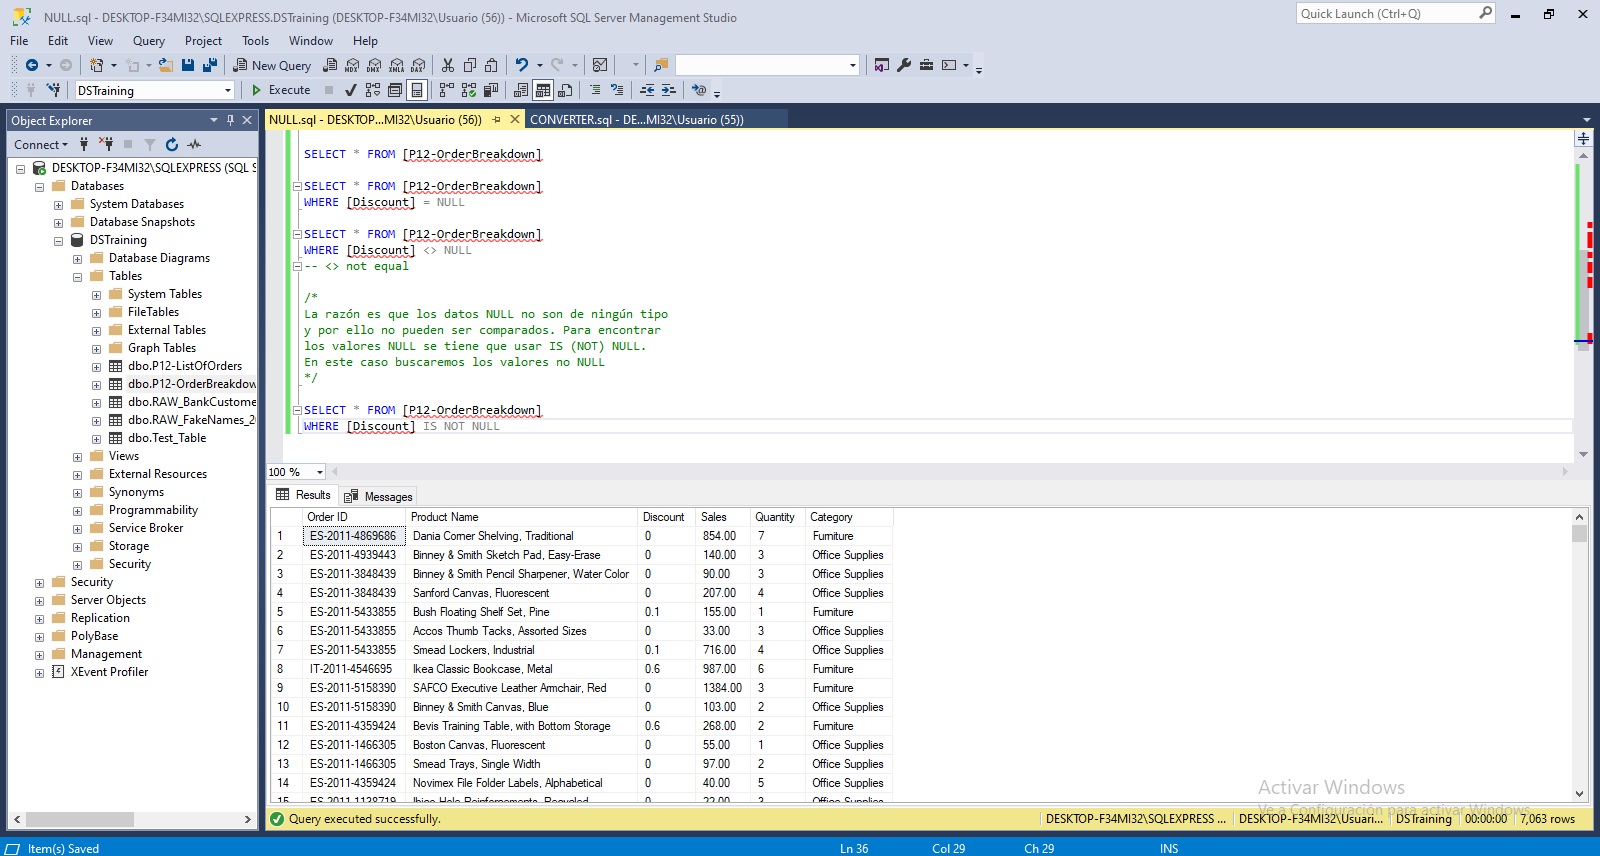 NULL.sql - DESKTOP-F34MI32\SQLEXPRESS.DSTraining (DESKTOP-F34MI32\Usuario (56)) - Microsoft SQL Server Management Studio
Quick Launch (Ctrl+Q)
File Edit View Query Project Tools Window Help
New Query MDX DMX XMLA DAX
DSTraining Execute
Object Explorer
Connect
DESKTOP-F34MI32\SQLEXPRESS (SQL S
Databases
System Databases
Database Snapshots
DSTraining
Database Diagrams
Tables
System Tables
FileTables
External Tables
Graph Tables
dbo.P12-ListOfOrders
dbo.P12-OrderBreakdow
dbo.RAW_BankCustome
dbo.RAW_FakeNames_2
dbo.Test_Table
Views
External Resources
Synonyms
Programmability
Service Broker
Storage
Security
Security
Server Objects
Replication
PolyBase
Management
XEvent Profiler
NULL.sql - DESKTOP...MI32\Usuario (56)) CONVERTER.sql - DE...MI32\Usuario (55))
SELECT * FROM [P12-OrderBreakdown]
SELECT * FROM [P12-OrderBreakdown]
WHERE [Discount] = NULL
SELECT * FROM [P12-OrderBreakdown]
WHERE [Discount] <> NULL
-- <> not equal
/*
La razón es que los datos NULL no son de ningún tipo
y por ello no pueden ser comparados. Para encontrar
los valores NULL se tiene que usar IS (NOT) NULL.
En este caso buscaremos los valores no NULL
*/
SELECT * FROM [P12-OrderBreakdown]
WHERE [Discount] IS NOT NULL
100 %
Results Messages
Order ID Product Name Discount Sales Quantity Category
1 ES-2011-4869686 Dania Corner Shelving, Traditional 0 854.00 7 Furniture
2 ES-2011-4939443 Binney & Smith Sketch Pad, Easy-Erase 0 140.00 3 Office Supplies
3 ES-2011-3848439 Binney & Smith Pencil Sharpener, Water Color 0 90.00 3 Office Supplies
4 ES-2011-3848439 Sanford Canvas, Fluorescent 0 207.00 4 Office Supplies
5 ES-2011-5433855 Bush Floating Shelf Set, Pine 0.1 155.00 1 Furniture
6 ES-2011-5433855 Accos Thumb Tacks, Assorted Sizes 0 33.00 3 Office Supplies
7 ES-2011-5433855 Smead Lockers, Industrial 0.1 716.00 4 Office Supplies
8 IT-2011-4546695 Ikea Classic Bookcase, Metal 0.6 987.00 6 Furniture
9 ES-2011-5158390 SAFCO Executive Leather Armchair, Red 0 1384.00 3 Furniture
10 ES-2011-5158390 Binney & Smith Canvas, Blue 0 103.00 2 Office Supplies
11 ES-2011-4359424 Bevis Training Table, with Bottom Storage 0.6 268.00 2 Furniture
12 ES-2011-1466305 Boston Canvas, Fluorescent 0 55.00 1 Office Supplies
13 ES-2011-1466305 Smead Trays, Single Width 0 97.00 2 Office Supplies
14 ES-2011-4359424 Novimex File Folder Labels, Alphabetical 0 40.00 5 Office Supplies
Activar Windows
Ve a Configuración para activar Windows.
Query executed successfully. DESKTOP-F34MI32\SQLEXPRESS ... DESKTOP-F34MI32\Usuari... DSTraining 00:00:00 7,063 rows
Item(s) Saved Ln 36 Col 29 Ch 29 INS